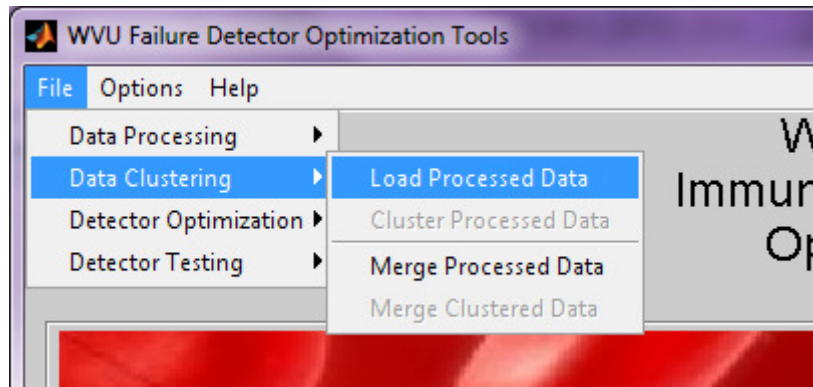 WVU Failure Detector Optimization Tools
File Options Help
Data Processing
Data Clustering
Detector Optimization
Detector Testing
Load Processed Data
Cluster Processed Data
Merge Processed Data
Merge Clustered Data